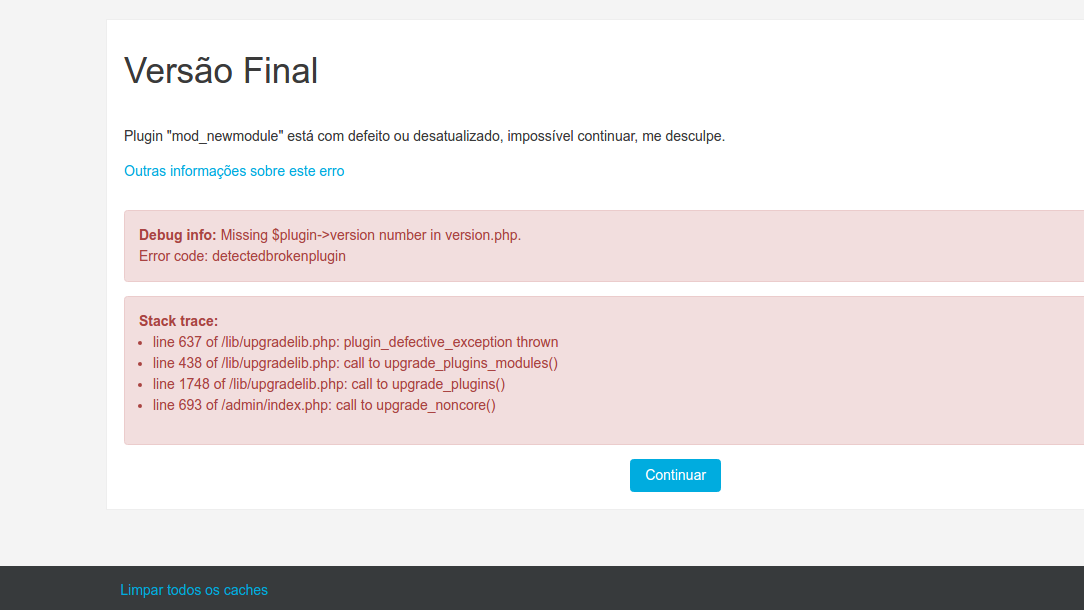 Versão Final
Plugin "mod_newmodule" está com defeito ou desatualizado, impossível continuar, me desculpe.
Outras informações sobre este erro
Debug info: Missing $plugin->version number in version.php.
Error code: detectedbrokenplugin
Stack trace:
• line 637 of /lib/upgradelib.php: plugin_defective_exception thrown
• line 438 of /lib/upgradelib.php: call to upgrade_plugins_modules()
• line 1748 of /lib/upgradelib.php: call to upgrade_plugins()
• line 693 of /admin/index.php: call to upgrade_noncore()
Continuar
Limpar todos os caches